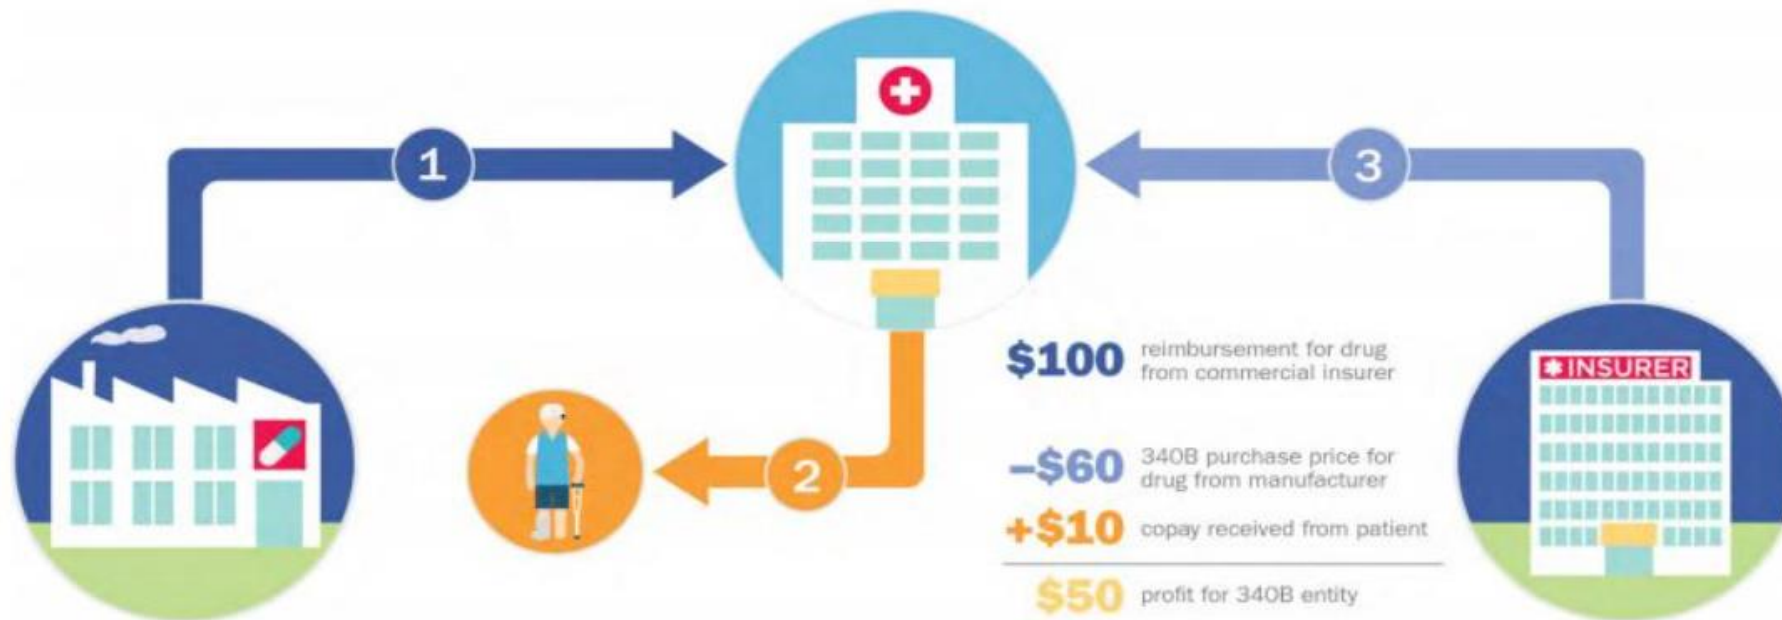 1
3
2
$100 reimbursement for drug
from commercial insurer
–$60 340B purchase price for
drug from manufacturer
+$10 copay received from patient
$50 profit for 340B entity
✱INSURER